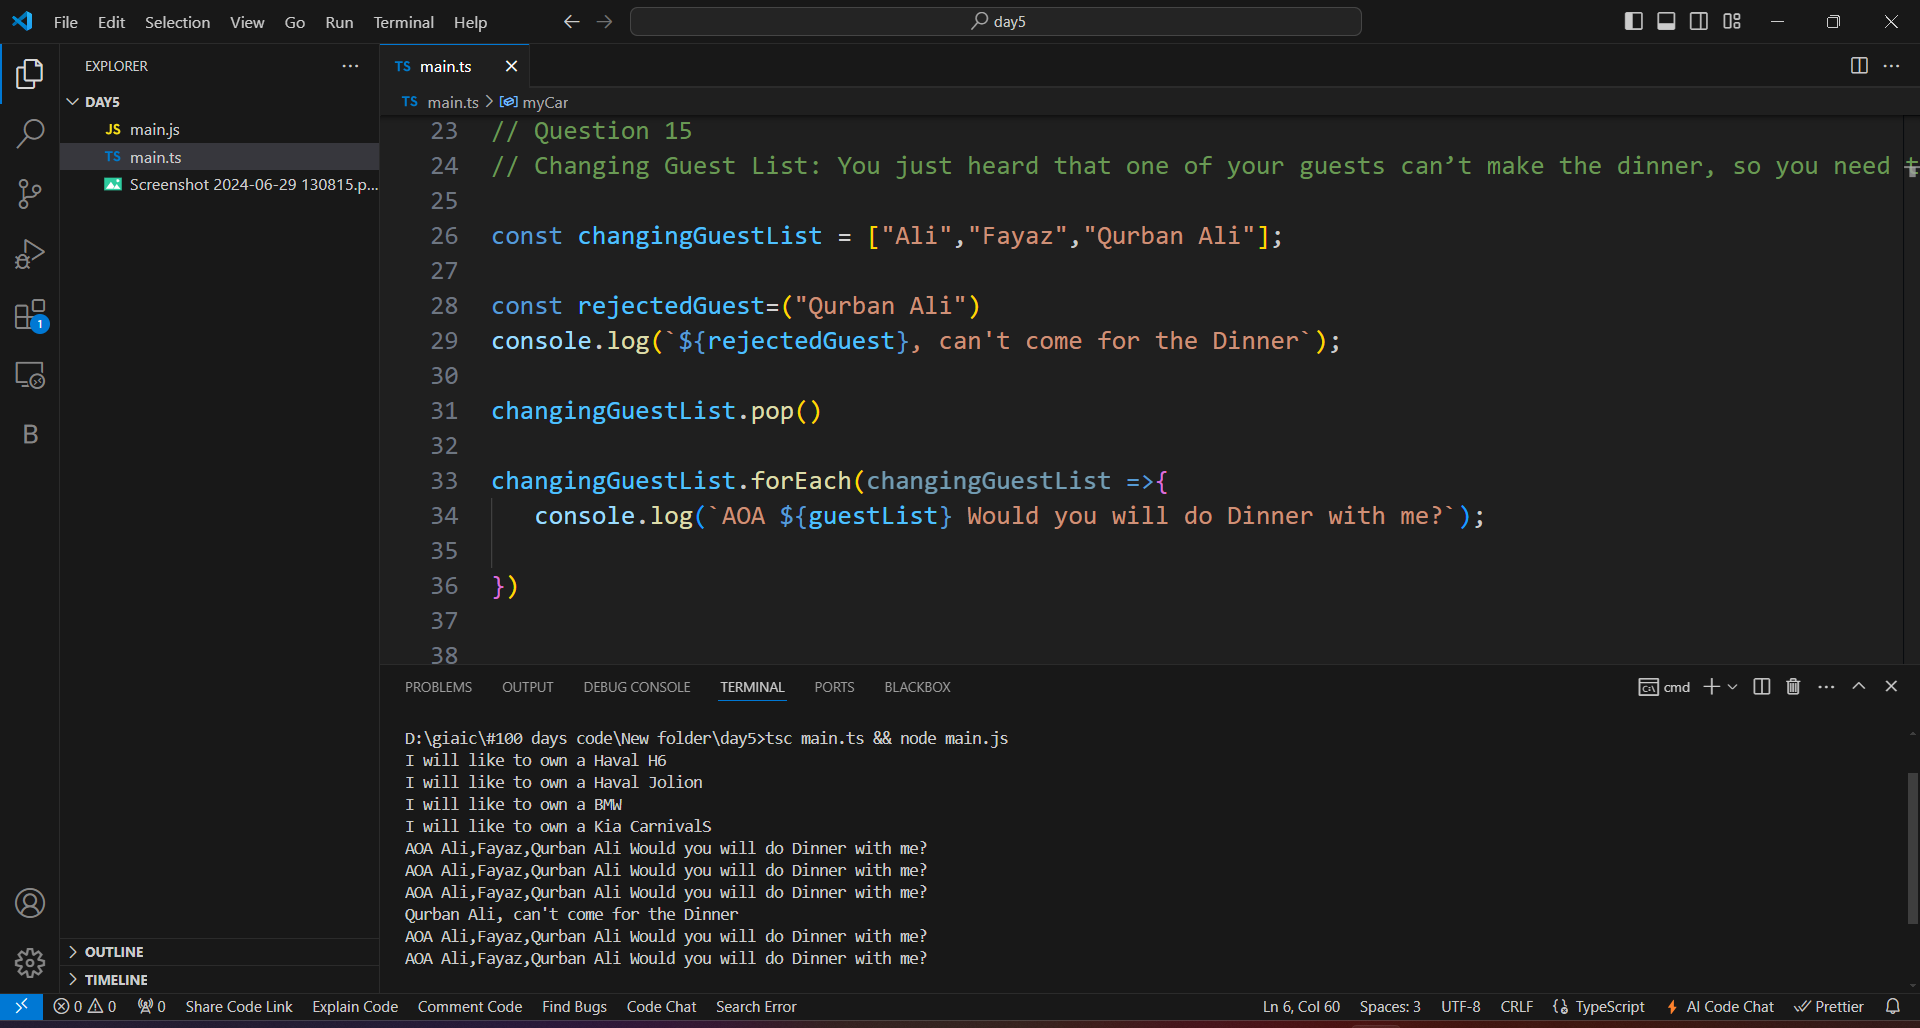 File Edit Selection View Go Run Terminal Help day5
EXPLORER
DAY5
JS main.js
TS main.ts
Screenshot 2024-06-29 130815.p...
OUTLINE
TIMELINE
1
B
TS main.ts
TS main.ts > myCar
23 // Question 15
24 // Changing Guest List: You just heard that one of your guests can’t make the dinner, so you need t
25
26 const changingGuestList = ["Ali","Fayaz","Qurban Ali"];
27
28 const rejectedGuest=("Qurban Ali")
29 console.log(`${rejectedGuest}, can't come for the Dinner`);
30
31 changingGuestList.pop()
32
33 changingGuestList.forEach(changingGuestList =>{
34 console.log(`AOA ${guestList} Would you will do Dinner with me?`);
35
36 })
37
38
PROBLEMS OUTPUT DEBUG CONSOLE TERMINAL PORTS BLACKBOX cmd
D:\giaic\#100 days code\New folder\day5>tsc main.ts && node main.js
I will like to own a Haval H6
I will like to own a Haval Jolion
I will like to own a BMW
I will like to own a Kia CarnivalS
AOA Ali,Fayaz,Qurban Ali Would you will do Dinner with me?
AOA Ali,Fayaz,Qurban Ali Would you will do Dinner with me?
AOA Ali,Fayaz,Qurban Ali Would you will do Dinner with me?
Qurban Ali, can't come for the Dinner
AOA Ali,Fayaz,Qurban Ali Would you will do Dinner with me?
AOA Ali,Fayaz,Qurban Ali Would you will do Dinner with me?
0 0 0 Share Code Link Explain Code Comment Code Find Bugs Code Chat Search Error Ln 6, Col 60 Spaces: 3 UTF-8 CRLF TypeScript AI Code Chat Prettier